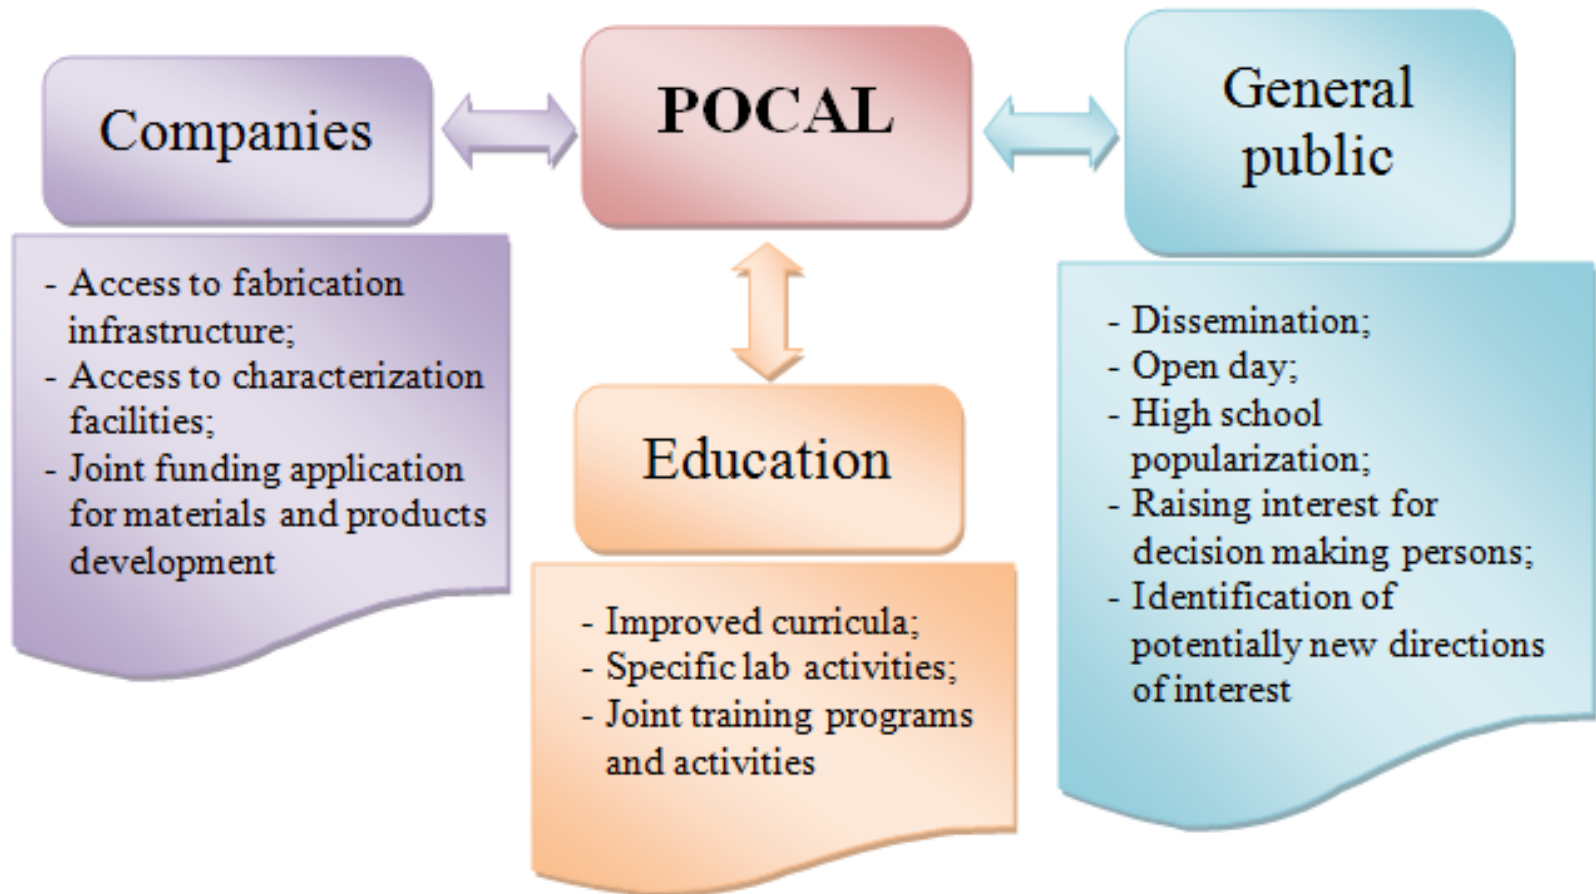 Companies
- Access to fabrication
infrastructure;
- Access to characterization
facilities;
- Joint funding application
for materials and products
development
POCAL
Education
- Improved curricula;
- Specific lab activities;
- Joint training programs
and activities
General
public
- Dissemination;
- Open day;
- High school
popularization;
- Raising interest for
decision making persons;
- Identification of
potentially new directions
of interest